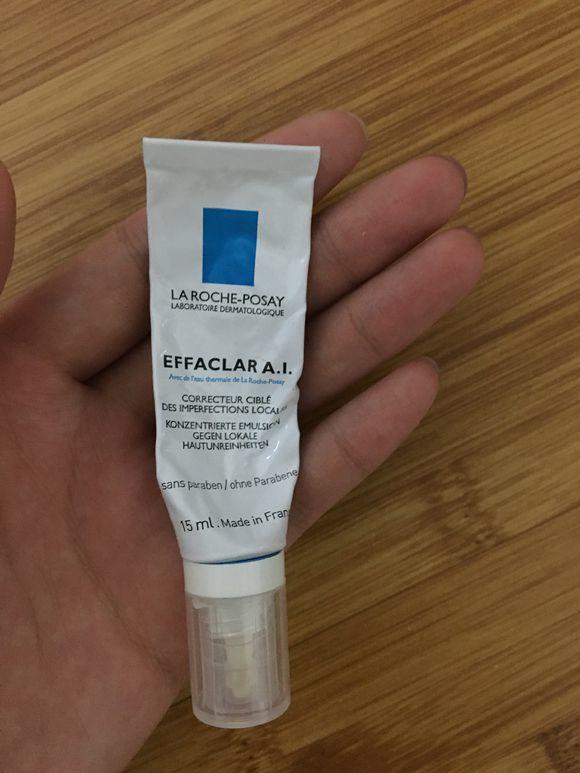 LA ROCHE-POSAY
LABORATOIRE DERMATOLOGIQUE
EFFACLAR A.I.
Avec de l'eau thermale de La Roche-Posay
CORRECTEUR CIBLÉ
DES IMPERFECTIONS
KONZENTRIERTE EMULSION
GEGEN LOKALE
HAUTUNREINHEITEN
sans paraben/ohne Parabene
15 ml. Made in